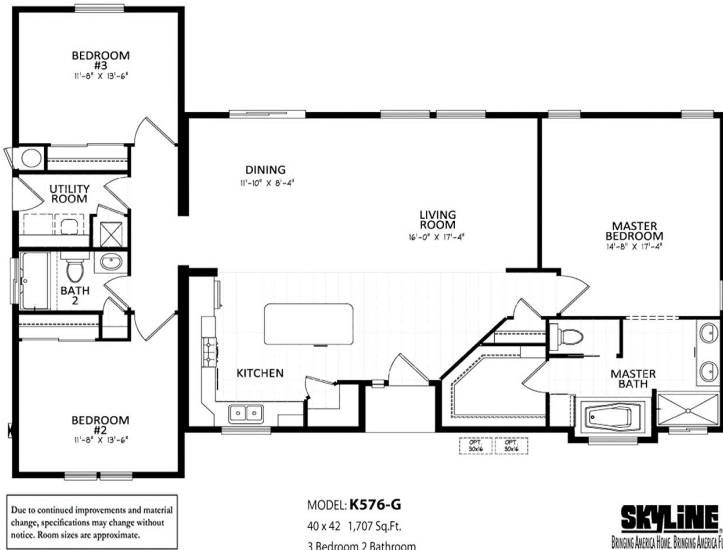 BEDROOM
#3
11'-8" X 13'-6"
DINING
11'-10" X 8'-4"
UTILITY
ROOM
LIVING
ROOM
16'-0" X 17'-4"
MASTER
BEDROOM
14'-8" X 17'-4"
BATH
2
KITCHEN
MASTER
BATH
BEDROOM
#2
11'-8" X 13'-6"
OPT.
30x16
OPT.
30x16
Due to continued improvements and material
change, specifications may change without
notice. Room sizes are approximate.
MODEL: K576-G
40 x 42 1,707 Sq.Ft.
3 Bedroom 2 Bathroom
SKYLINE
BRINGING AMERICA HOME. BRINGING AMERICA F